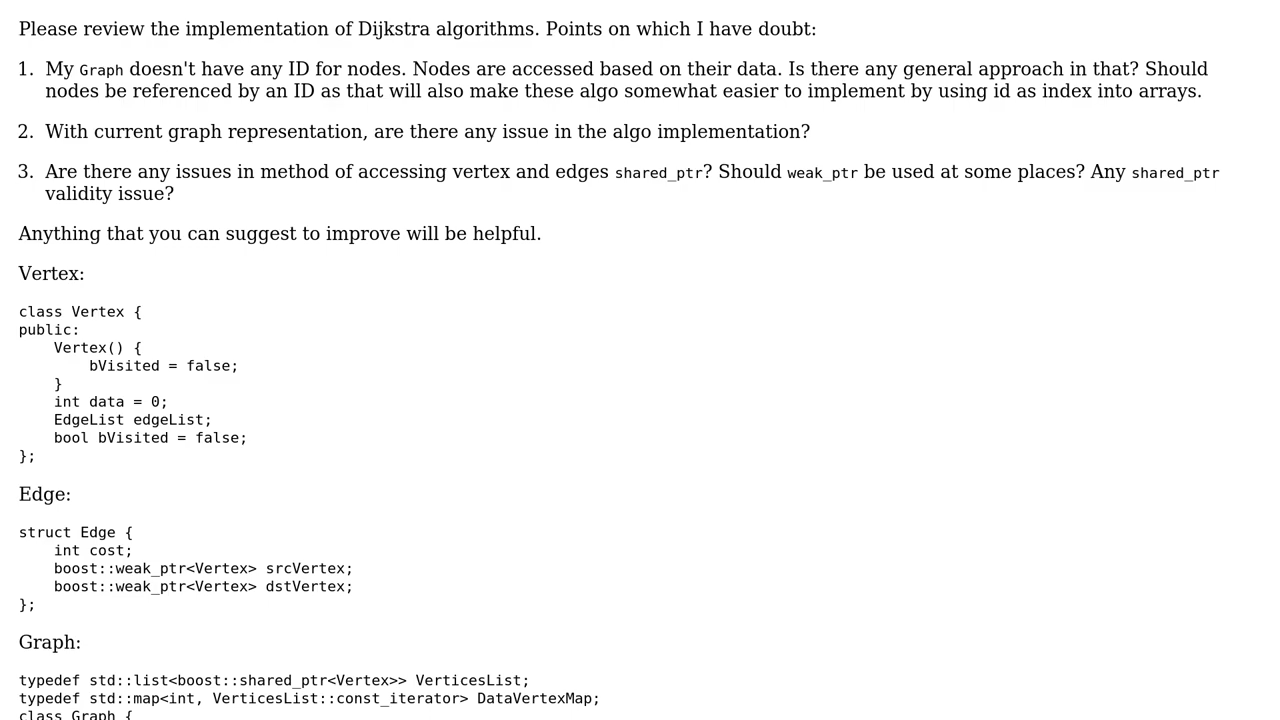 Please review the implementation of Dijkstra algorithms. Points on which I have doubt:
1. My Graph doesn't have any ID for nodes. Nodes are accessed based on their data. Is there any general approach in that? Should
nodes be referenced by an ID as that will also make these algo somewhat easier to implement by using id as index into arrays.
2. With current graph representation, are there any issue in the algo implementation?
3. Are there any issues in method of accessing vertex and edges shared_ptr? Should weak_ptr be used at some places? Any shared_ptr
validity issue?
Anything that you can suggest to improve will be helpful.
Vertex:
class Vertex {
public:
    Vertex() {
        bVisited = false;
    }
    int data = 0;
    EdgeList edgeList;
    bool bVisited = false;
};
Edge:
struct Edge {
    int cost;
    boost::weak_ptr<Vertex> srcVertex;
    boost::weak_ptr<Vertex> dstVertex;
};
Graph:
typedef std::list<boost::shared_ptr<Vertex>> VerticesList;
typedef std::map<int, VerticesList::const_iterator> DataVertexMap;
class Graph {